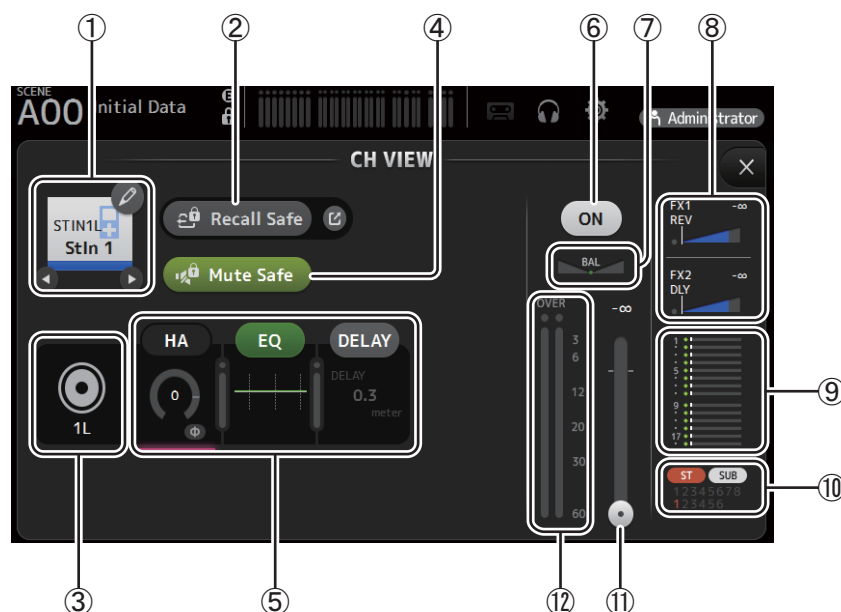 ① ② ④ ⑥ ⑦ ⑧
SCENE
A00 Initial Data E Administrator
CH VIEW
STIN1L
StIn 1
Recall Safe
Mute Safe
ON
BAL
FX1 -∞
REV
FX2 -∞
DLY
HA EQ DELAY
0
Φ
DELAY
0.3
meter
1L
OVER
3
6
12
20
30
60
-∞
1
5
9
17
⑨
ST SUB
12345678
123456
⑩
③ ⑤ ⑫ ⑪